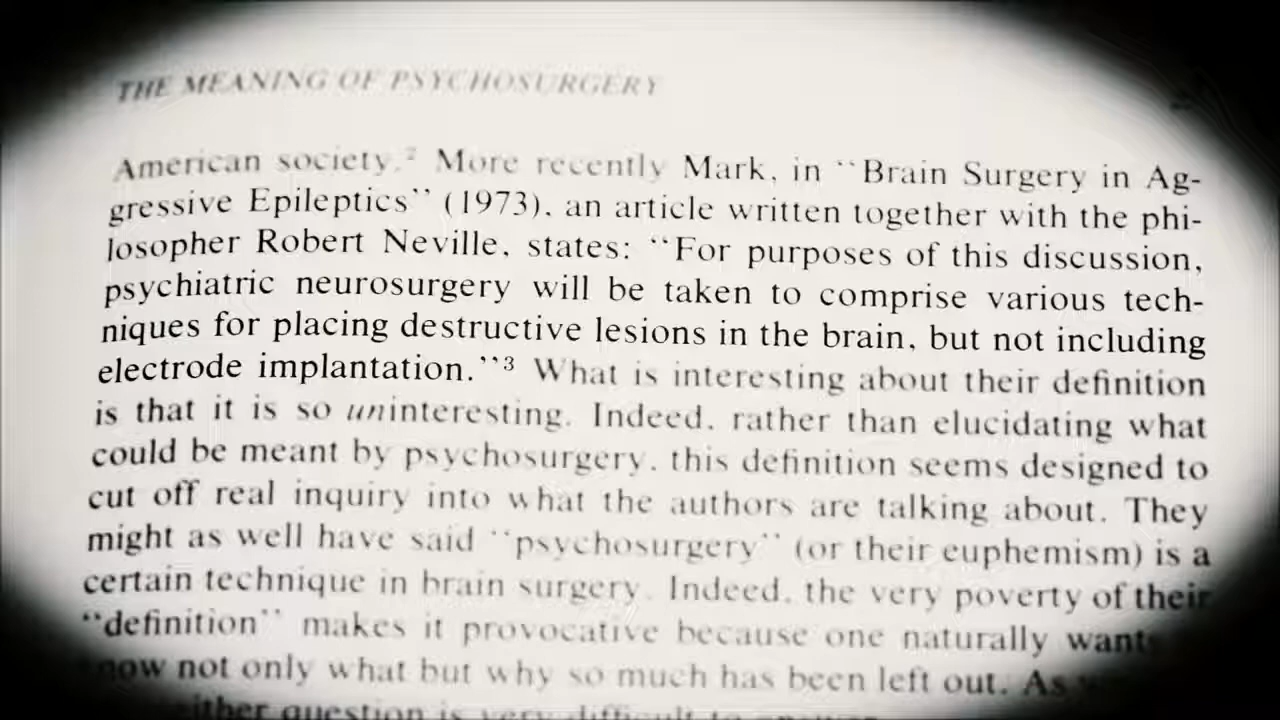 THE MEANING OF PSYCHOSURGERY
American society.² More recently Mark, in ``Brain Surgery in Ag-
gressive Epileptics'' (1973), an article written together with the phi-
losopher Robert Neville, states: ``For purposes of this discussion,
psychiatric neurosurgery will be taken to comprise various tech-
niques for placing destructive lesions in the brain, but not including
electrode implantation.''³ What is interesting about their definition
is that it is so uninteresting. Indeed, rather than elucidating what
could be meant by psychosurgery, this definition seems designed to
cut off real inquiry into what the authors are talking about. They
might as well have said ``psychosurgery'' (or their euphemism) is a
certain technique in brain surgery. Indeed, the very poverty of their
``definition'' makes it provocative because one naturally wants
not only what but why so much has been left out. As
question is very difficult to